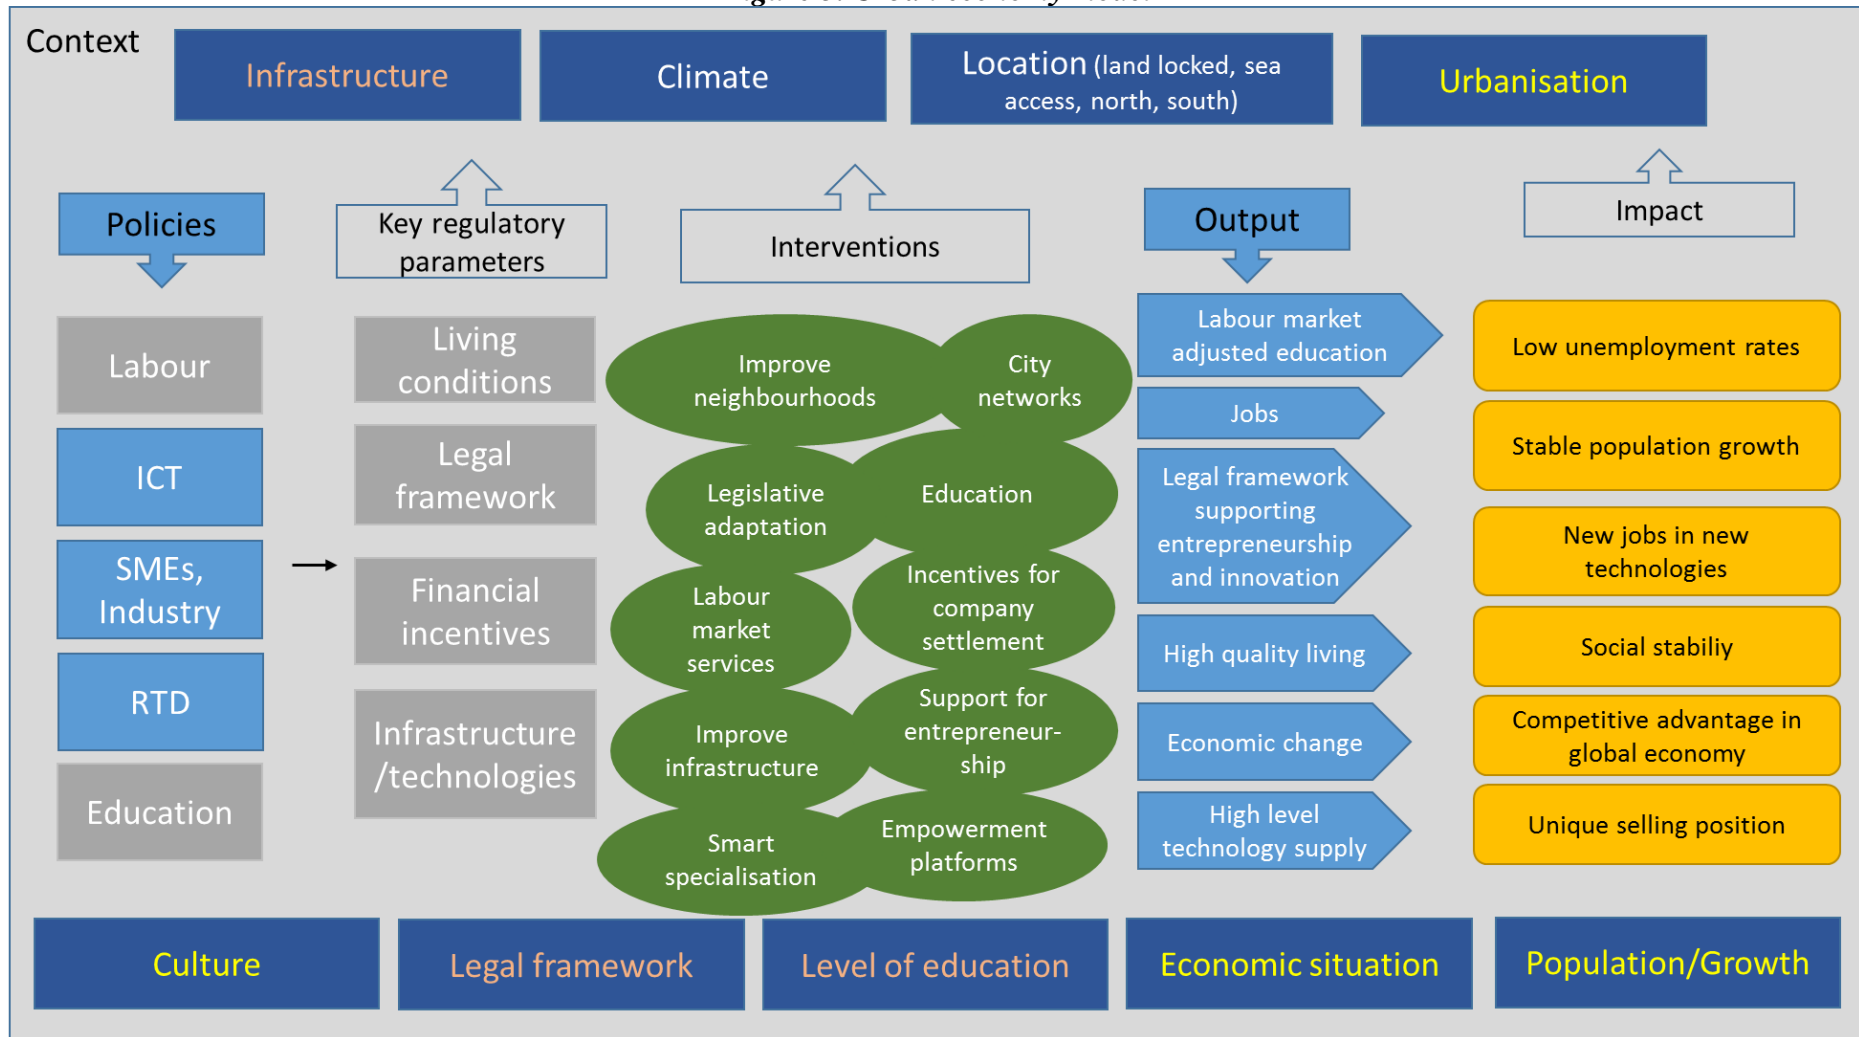 Context
Infrastructure
Climate
Location (land locked, sea
access, north, south)
Urbanisation
Policies
Key regulatory
parameters
Interventions
Output
Impact
Labour
ICT
SMEs,
Industry
RTD
Education
Living
conditions
Legal
framework
Financial
incentives
Infrastructure
/technologies
Improve
neighbourhoods
City
networks
Legislative
adaptation
Education
Labour
market
services
Incentives for
company
settlement
Improve
infrastructure
Support for
entrepreneur-
ship
Smart
specialisation
Empowerment
platforms
Labour market
adjusted education
Jobs
Legal framework
supporting
entrepreneurship
and innovation
High quality living
Economic change
High level
technology supply
Low unemployment rates
Stable population growth
New jobs in new
technologies
Social stabiliy
Competitive advantage in
global economy
Unique selling position
Culture
Legal framework
Level of education
Economic situation
Population/Growth